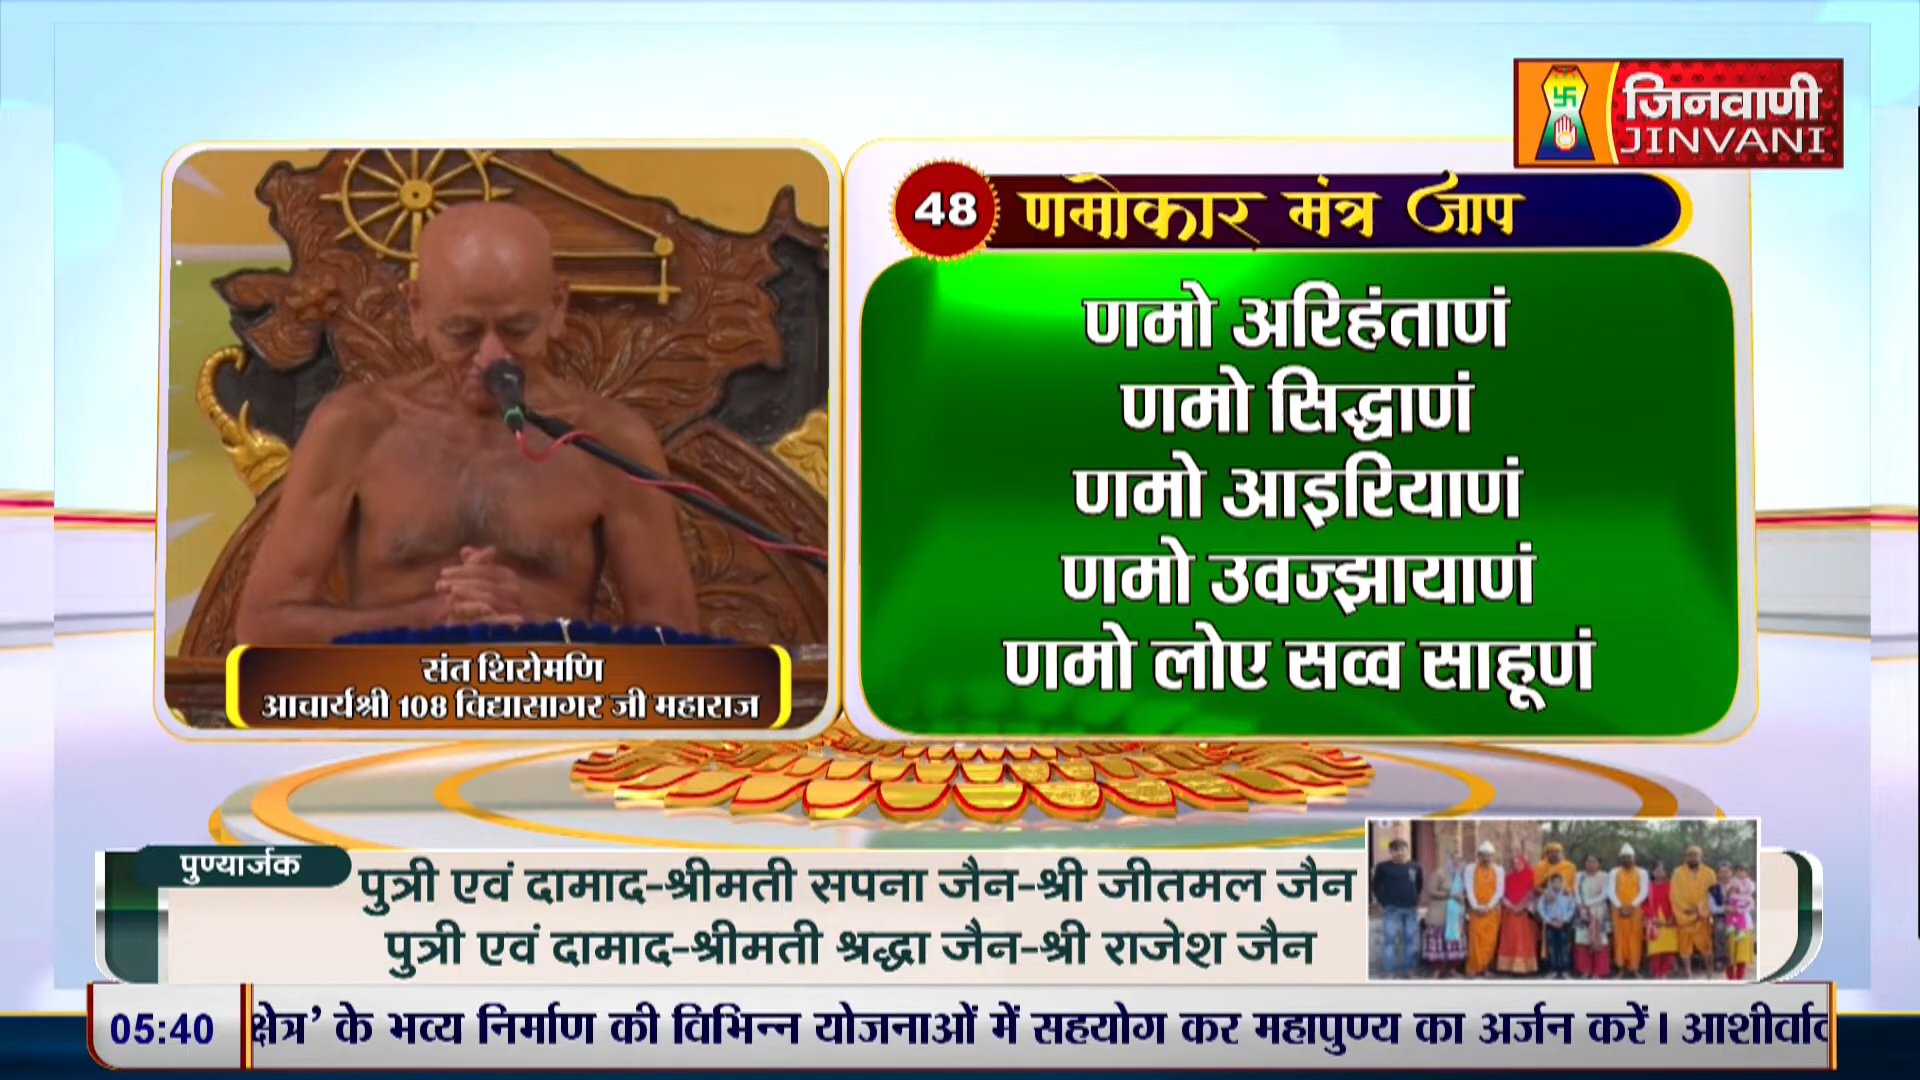 जिनवाणी
JINVANI
48 णमोकार मंत्र जाप
णमो अरिहंताणं
णमो सिद्धाणं
णमो आइरियाणं
णमो उवज्झायाणं
णमो लोए सव्व साहूणं
संत शिरोमणि
आचार्यश्री 108 विद्यासागर जी महाराज
पुण्यार्जक
पुत्री एवं दामाद-श्रीमती सपना जैन-श्री जीतमल जैन
पुत्री एवं दामाद-श्रीमती श्रद्धा जैन-श्री राजेश जैन
05:40
क्षेत्र’ के भव्य निर्माण की विभिन्न योजनाओं में सहयोग कर महापुण्य का अर्जन करें। आशीर्वाद